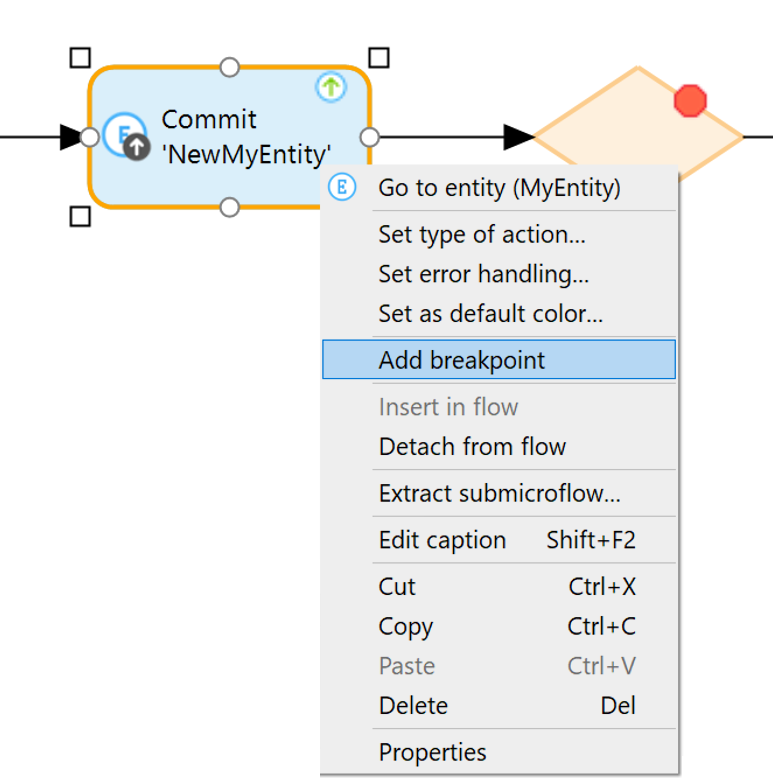 Commit
'NewMyEntity'
E
E Go to entity (MyEntity)
Set type of action...
Set error handling...
Set as default color...
Add breakpoint
Insert in flow
Detach from flow
Extract submicroflow...
Edit caption Shift+F2
Cut Ctrl+X
Copy Ctrl+C
Paste Ctrl+V
Delete Del
Properties